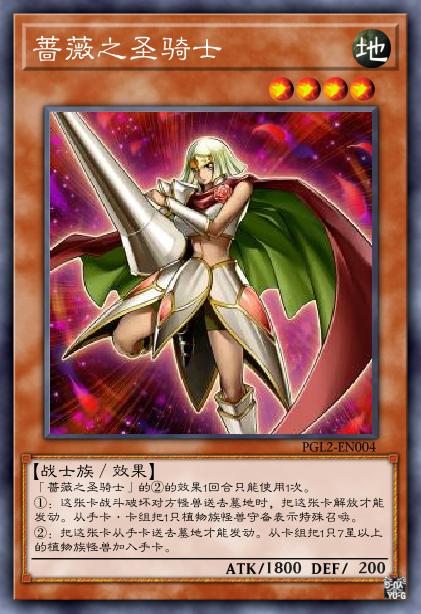 蔷薇之圣骑士
地
PGL2-EN004
【战士族/效果】
「蔷薇之圣骑士」的②的效果1回合只能使用1次。
①：这张卡战斗破坏对方怪兽送去墓地时，把这张卡解放才能
发动。从手卡·卡组把1只植物族怪兽守备表示特殊召唤。
②：把这张卡从手卡送去墓地才能发动。从卡组把1只7星以上
的植物族怪兽加入手卡。
ATK/1800 DEF/ 200